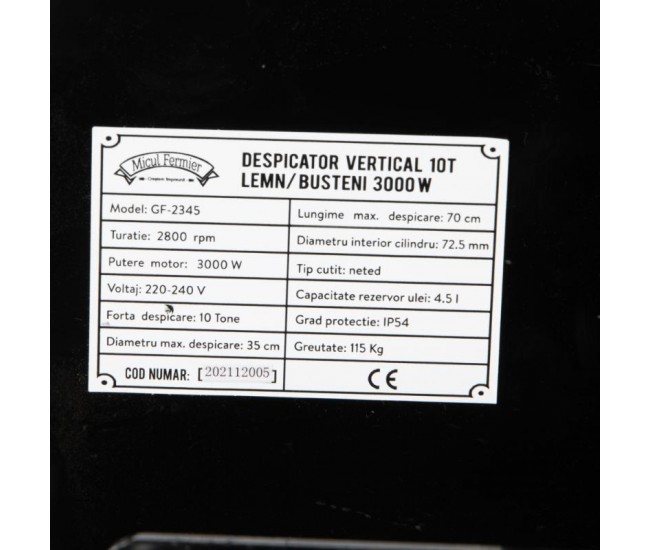 Micul Fermier
DESPICATOR VERTICAL 10T
LEMN/BUSTENI 3000W
Model: GF-2345
Turatie: 2800 rpm
Putere motor: 3000 W
Voltaj: 220-240 V
Forta despicare: 10 Tone
Diametru max. despicare: 35 cm
COD NUMAR: [202112005]
Lungime max. despicare: 70 cm
Diametru interior cilindru: 72.5 mm
Tip cutit: neted
Capacitate rezervor ulei: 4.5 l
Grad protectie: IP54
Greutate: 115 Kg
CE